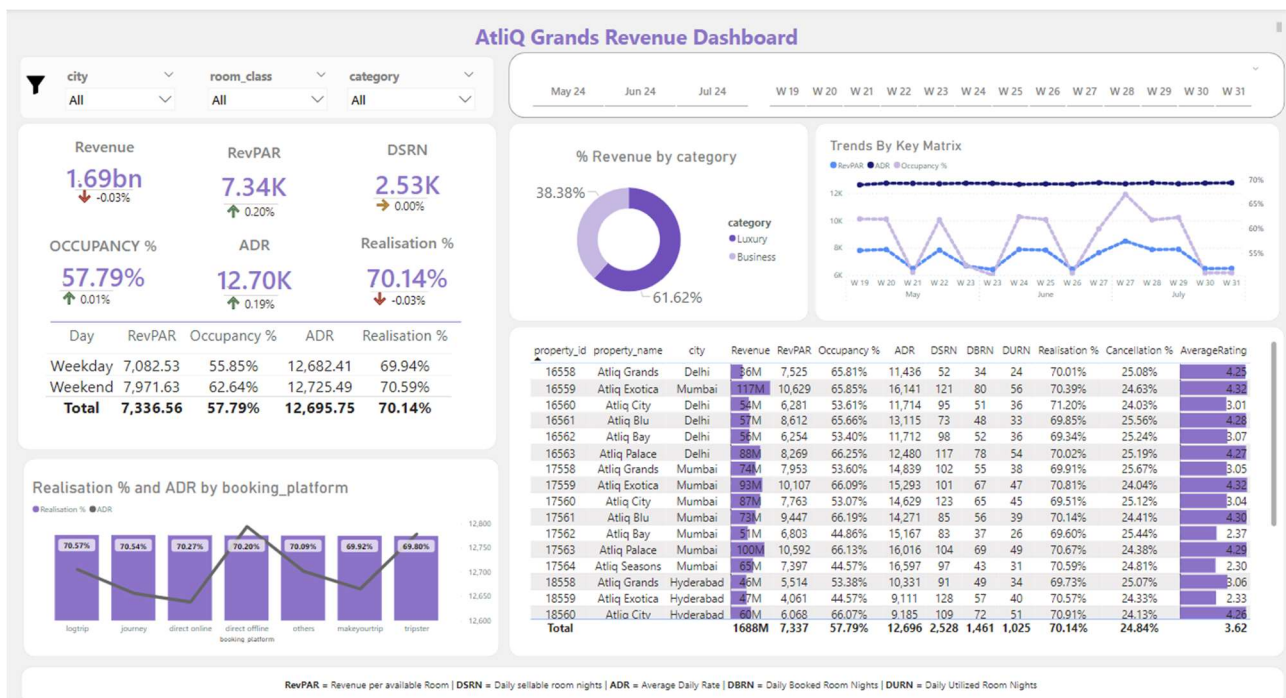 AtliQ Grands Revenue Dashboard
city room_class category
All All All
May 24 Jun 24 Jul 24 W 19 W 20 W 21 W 22 W 23 W 24 W 25 W 26 W 27 W 28 W 29 W 30 W 31
Revenue RevPAR DSRN
1.69bn 7.34K 2.53K
-0.03% 0.20% 0.00%
OCCUPANCY % ADR Realisation %
57.79% 12.70K 70.14%
0.01% 0.19% -0.03%
Day RevPAR Occupancy % ADR Realisation %
Weekday 7,082.53 55.85% 12,682.41 69.94%
Weekend 7,971.63 62.64% 12,725.49 70.59%
Total 7,336.56 57.79% 12,695.75 70.14%
% Revenue by category
38.38%
category
Luxury
Business
61.62%
Trends By Key Matrix
RevPAR ADR Occupancy %
12K 70%
65%
10K
60%
8K
55%
6K
W 19 W 20 W 21 W 22 W 23 W 23 W 24 W 25 W 26 W 27 W 28 W 29 W 30 W 31
May June July
Realisation % and ADR by booking_platform
Realisation % ADR
12,800
70.57% 70.54% 70.27% 70.20% 70.09% 69.92% 69.80%
12,750
12,700
12,650
12,600
logtrip journey direct online direct offline others makeyourtrip tripster
booking_platform
property_id property_name city Revenue RevPAR Occupancy % ADR DSRN DBRN DURN Realisation % Cancellation % AverageRating
16558 Atliq Grands Delhi 36M 7,525 65.81% 11,436 52 34 24 70.01% 25.08% 4.25
16559 Atliq Exotica Mumbai 117M 10,629 65.85% 16,141 121 80 56 70.39% 24.63% 4.32
16560 Atliq City Delhi 54M 6,281 53.61% 11,714 95 51 36 71.20% 24.03% 3.01
16561 Atliq Blu Delhi 57M 8,612 65.66% 13,115 73 48 33 69.85% 25.56% 4.28
16562 Atliq Bay Delhi 56M 6,254 53.40% 11,712 98 52 36 69.34% 25.24% 3.07
16563 Atliq Palace Delhi 88M 8,269 66.25% 12,480 117 78 54 70.02% 25.19% 4.27
17558 Atliq Grands Mumbai 74M 7,953 53.60% 14,839 102 55 38 69.91% 25.67% 3.05
17559 Atliq Exotica Mumbai 93M 10,107 66.09% 15,293 101 67 47 70.81% 24.04% 4.32
17560 Atliq City Mumbai 87M 7,763 53.07% 14,629 123 65 45 69.51% 25.12% 3.04
17561 Atliq Blu Mumbai 73M 9,447 66.19% 14,271 85 56 39 70.14% 24.41% 4.30
17562 Atliq Bay Mumbai 51M 6,803 44.86% 15,167 83 37 26 69.60% 25.44% 2.37
17563 Atliq Palace Mumbai 100M 10,592 66.13% 16,016 104 69 49 70.67% 24.38% 4.29
17564 Atliq Seasons Mumbai 65M 7,397 44.57% 16,597 97 43 31 70.59% 24.81% 2.30
18558 Atliq Grands Hyderabad 46M 5,514 53.38% 10,331 91 49 34 69.73% 25.07% 3.06
18559 Atliq Exotica Hyderabad 47M 4,061 44.57% 9,111 128 57 40 70.57% 24.33% 2.33
18560 Atliq City Hyderabad 60M 6,068 66.07% 9,185 109 72 51 70.91% 24.13% 4.26
Total 1688M 7,337 57.79% 12,696 2,528 1,461 1,025 70.14% 24.84% 3.62
RevPAR = Revenue per available Room | DSRN = Daily sellable room nights | ADR = Average Daily Rate | DBRN = Daily Booked Room Nights | DURN = Daily Utilized Room Nights